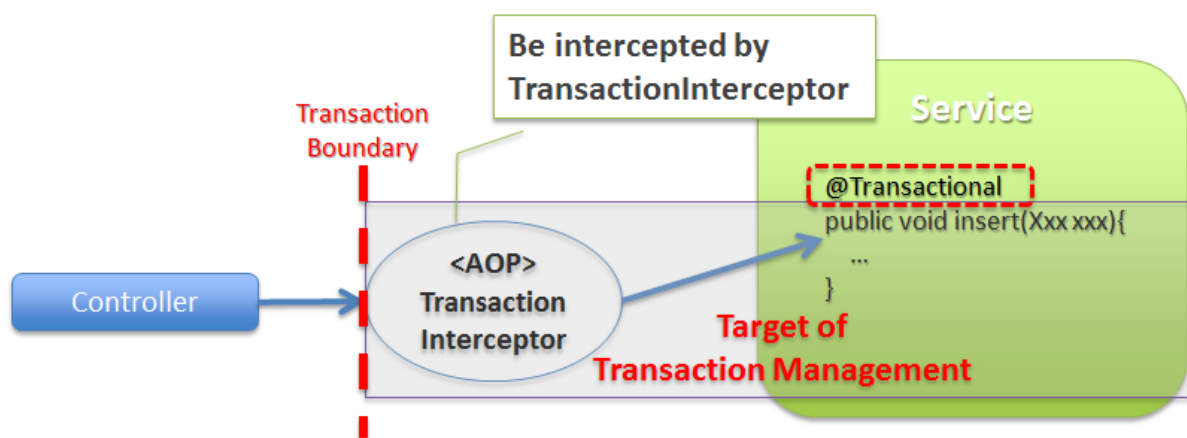 Be intercepted by
TransactionInterceptor
Service
Transaction
Boundary
@Transactional
public void insert(Xxx xxx){
...
}
<AOP>
Transaction
Interceptor
Controller
Target of
Transaction Management